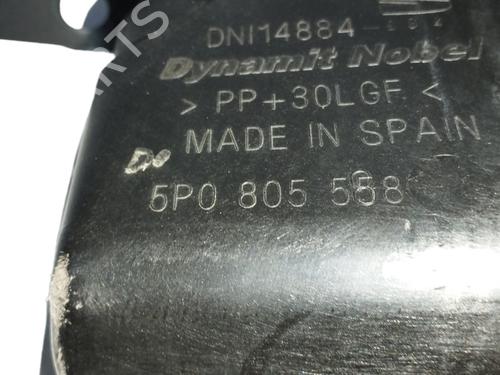 DNI14884
Dynamit Nobel
> PP+30LGF <
MADE IN SPAIN
5P0 805 588